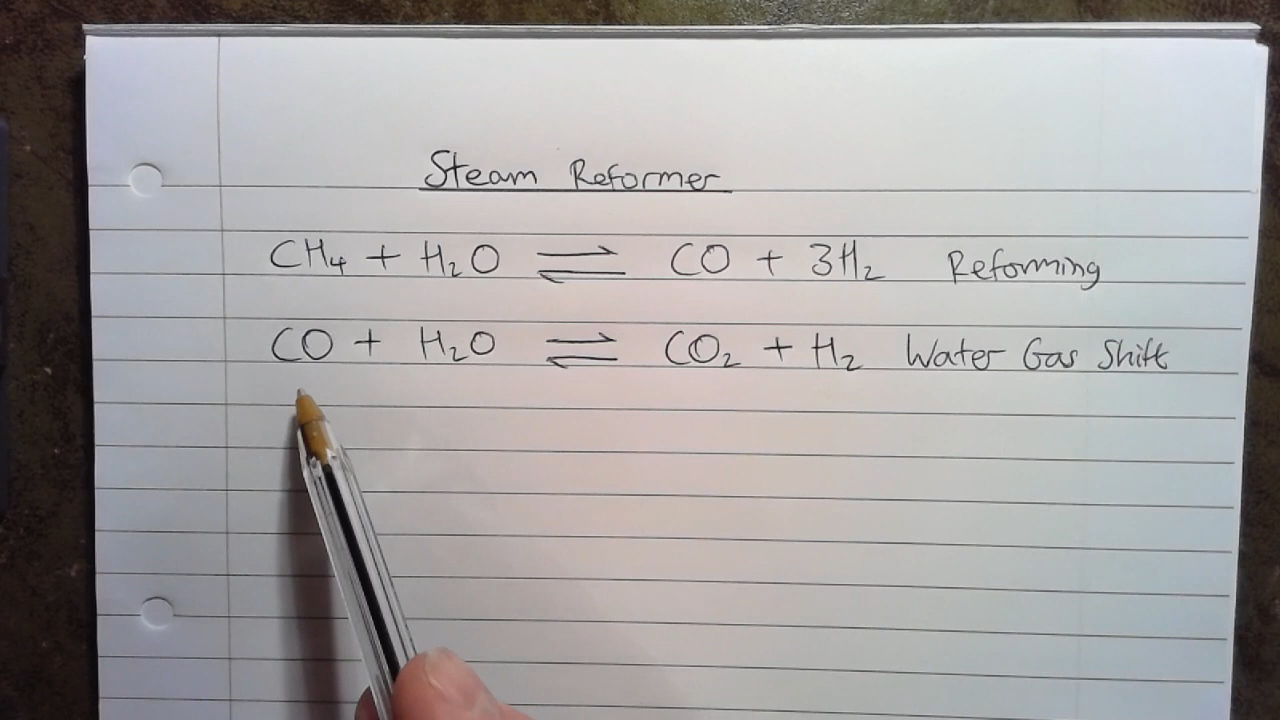 Steam Reformer
CH₄ + H₂O ⇌ CO + 3H₂ Reforming
CO + H₂O ⇌ CO₂ + H₂ Water Gas Shift